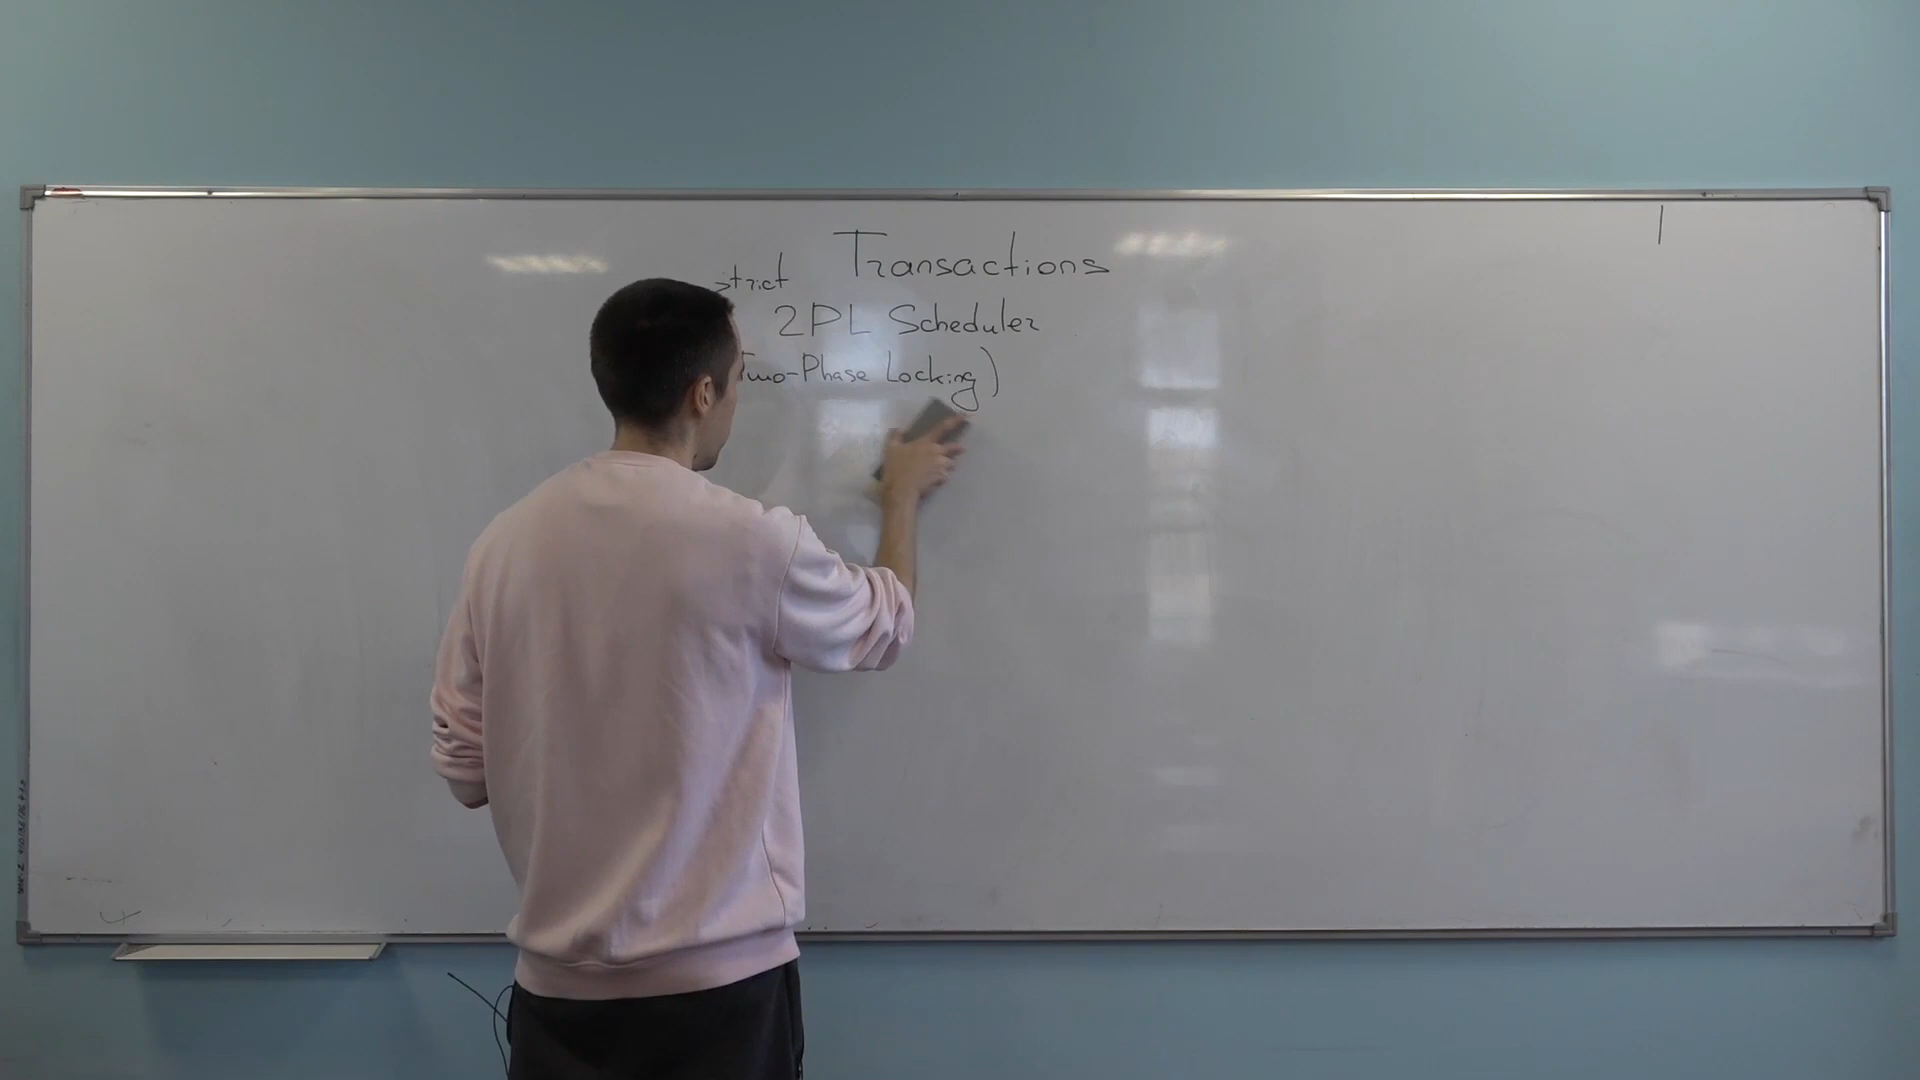 Transactions
strict
2PL Scheduler
Two-Phase Locking)